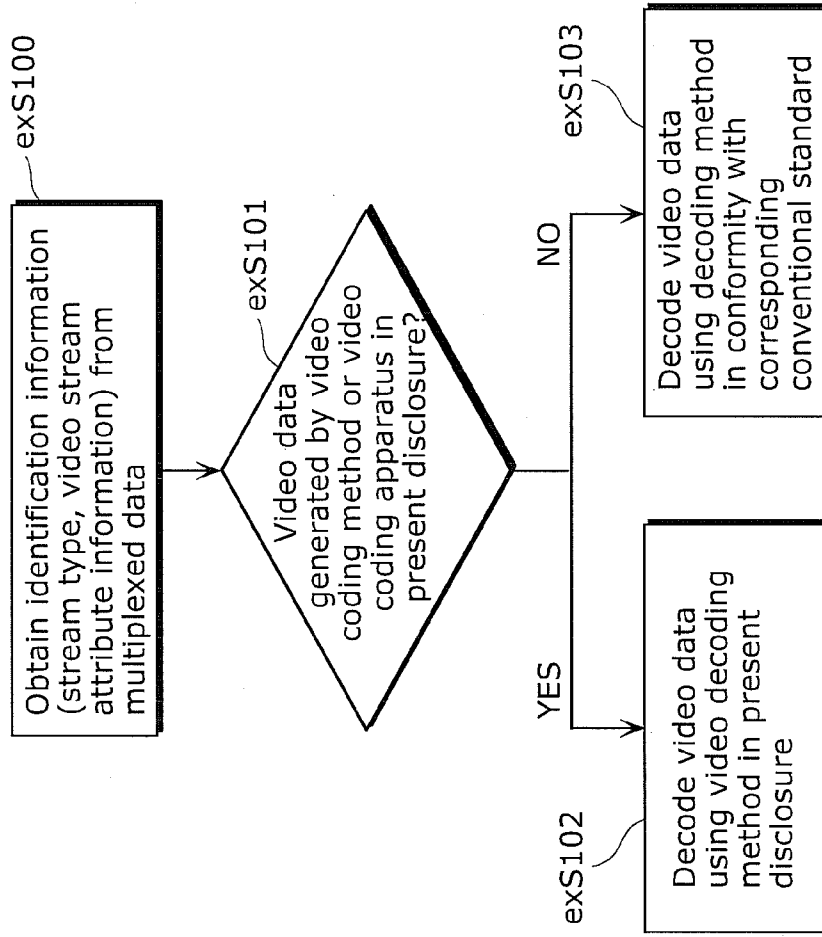 exS100
Obtain identification information
(stream type, video stream
attribute information) from
multiplexed data
exS101
Video data
generated by video
coding method or video
coding apparatus in
present disclosure?
YES
NO
exS102
Decode video data
using video decoding
method in present
disclosure
exS103
Decode video data
using decoding method
in conformity with
corresponding
conventional standard